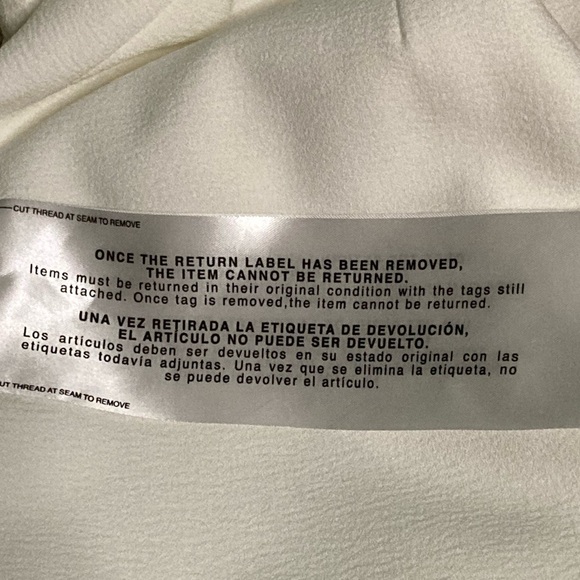 CUT THREAD AT SEAM TO REMOVE
ONCE THE RETURN LABEL HAS BEEN REMOVED,
THE ITEM CANNOT BE RETURNED.
Items must be returned in their original condition with the tags still
attached. Once tag is removed,the item cannot be returned.
UNA VEZ RETIRADA LA ETIQUETA DE DEVOLUCIÓN,
EL ARTÍCULO NO PUEDE SER DEVUELTO.
Los artículos deben ser devueltos en su estado original con las
etiquetas todavía adjuntas. Una vez que se elimina la etiqueta, no
se puede devolver el artículo.
UT THREAD AT SEAM TO REMOVE